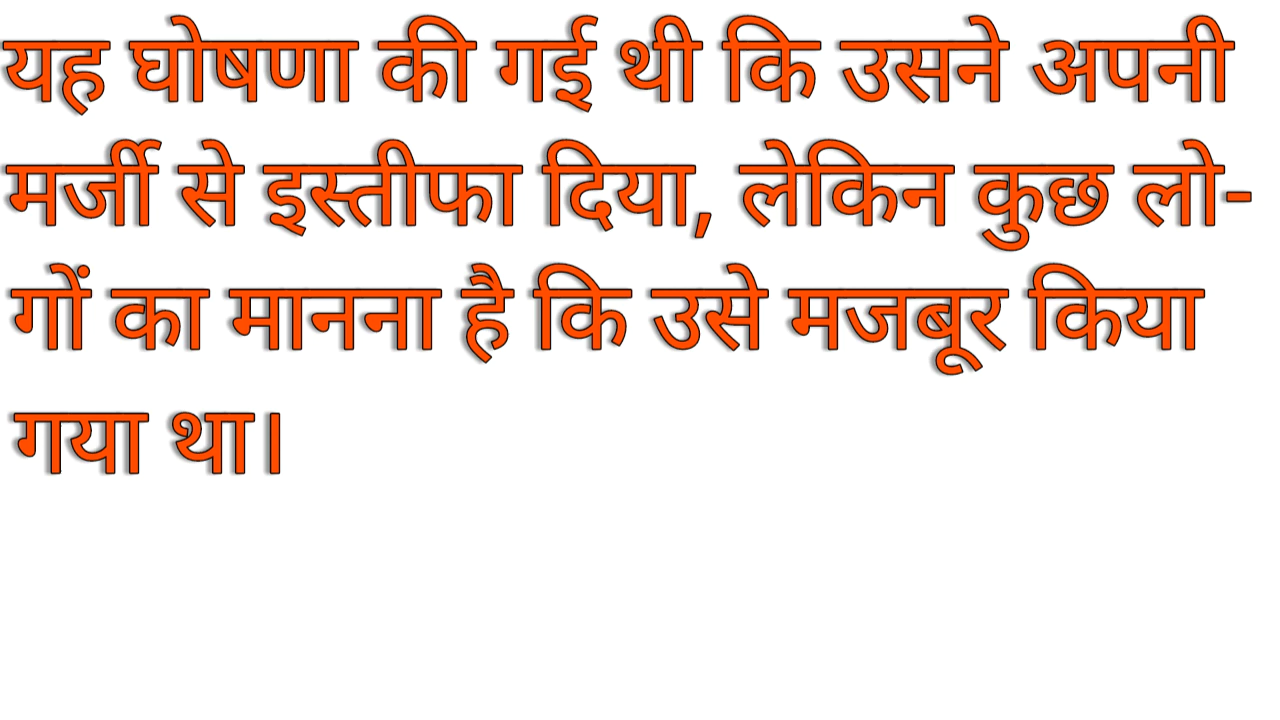 यह घोषणा की गई थी कि उसने अपनी
मर्जी से इस्तीफा दिया, लेकिन कुछ लो-
गों का मानना है कि उसे मजबूर किया
गया था।